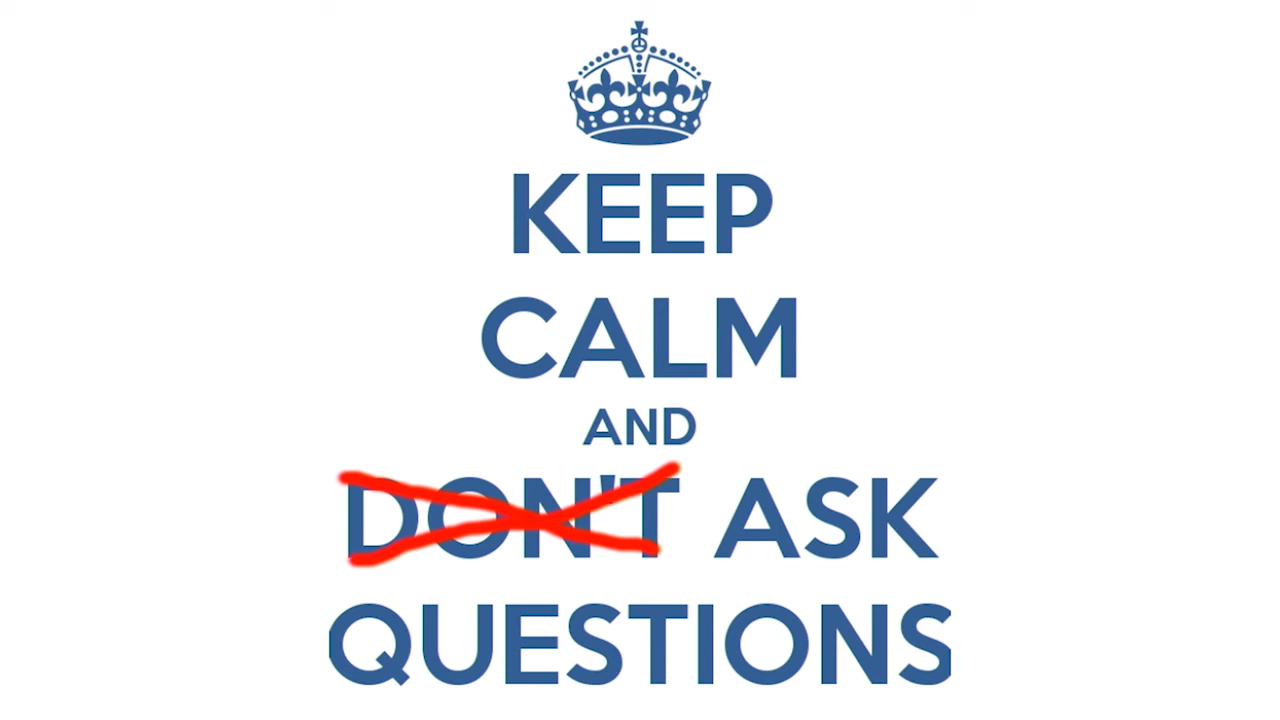 KEEP
CALM
AND
DON'T ASK
QUESTIONS